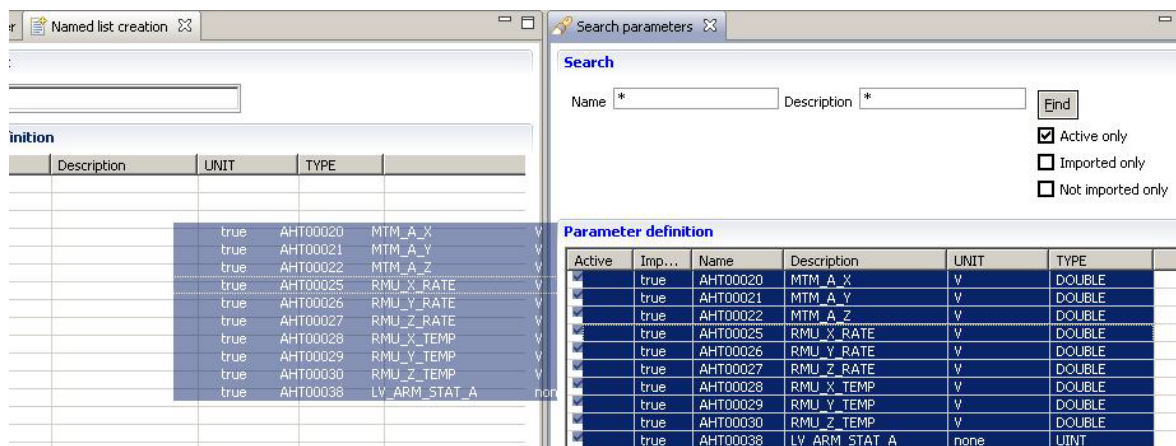 r Named list creation
inition
Description UNIT TYPE
true AHT00020 MTM_A_X V
true AHT00021 MTM_A_Y V
true AHT00022 MTM_A_Z V
true AHT00025 RMU_X_RATE V
true AHT00026 RMU_Y_RATE V
true AHT00027 RMU_Z_RATE V
true AHT00028 RMU_X_TEMP V
true AHT00029 RMU_Y_TEMP V
true AHT00030 RMU_Z_TEMP V
true AHT00038 LV_ARM_STAT_A non
Search parameters
Search
Name * Description * Find
Active only
Imported only
Not imported only
Parameter definition
Active Imp... Name Description UNIT TYPE
true AHT00020 MTM_A_X V DOUBLE
true AHT00021 MTM_A_Y V DOUBLE
true AHT00022 MTM_A_Z V DOUBLE
true AHT00025 RMU_X_RATE V DOUBLE
true AHT00026 RMU_Y_RATE V DOUBLE
true AHT00027 RMU_Z_RATE V DOUBLE
true AHT00028 RMU_X_TEMP V DOUBLE
true AHT00029 RMU_Y_TEMP V DOUBLE
true AHT00030 RMU_Z_TEMP V DOUBLE
true AHT00038 LV_ARM_STAT_A none UINT